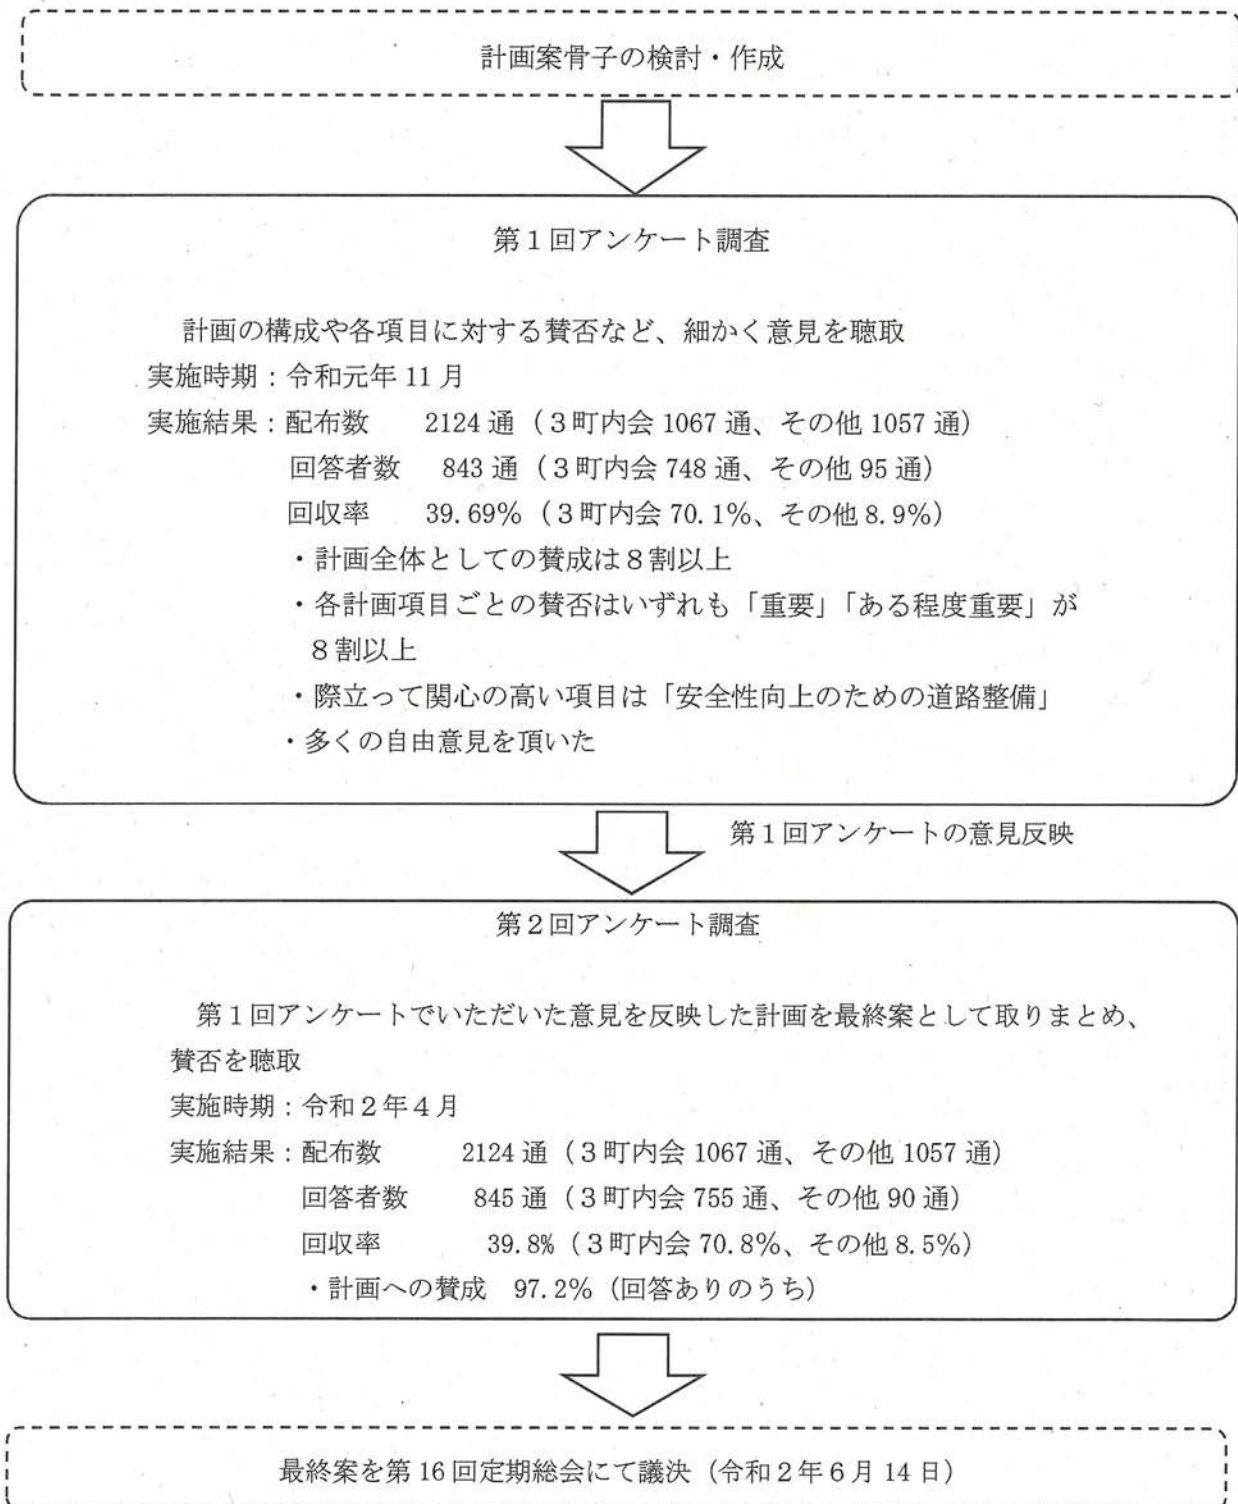 計画案骨子の検討・作成
第1回アンケート調査
計画の構成や各項目に対する賛否など、細かく意見を聴取
実施時期：令和元年 11 月
実施結果：配布数 2124 通（3町内会 1067 通、その他 1057 通）
回答者数 843 通（3町内会 748 通、その他 95 通）
回収率 39.69%（3町内会 70.1%、その他 8.9%）
・計画全体としての賛成は8割以上
・各計画項目ごとの賛否はいずれも「重要」「ある程度重要」が
8割以上
・際立って関心の高い項目は「安全性向上のための道路整備」
・多くの自由意見を頂いた
第1回アンケートの意見反映
第2回アンケート調査
第1回アンケートでいただいた意見を反映した計画を最終案として取りまとめ、
賛否を聴取
実施時期：令和2年4月
実施結果：配布数 2124 通（3町内会 1067 通、その他 1057 通）
回答者数 845 通（3町内会 755 通、その他 90 通）
回収率 39.8%（3町内会 70.8%、その他 8.5%）
・計画への賛成 97.2%（回答ありのうち）
最終案を第 16 回定期総会にて議決（令和2年6月 14 日）